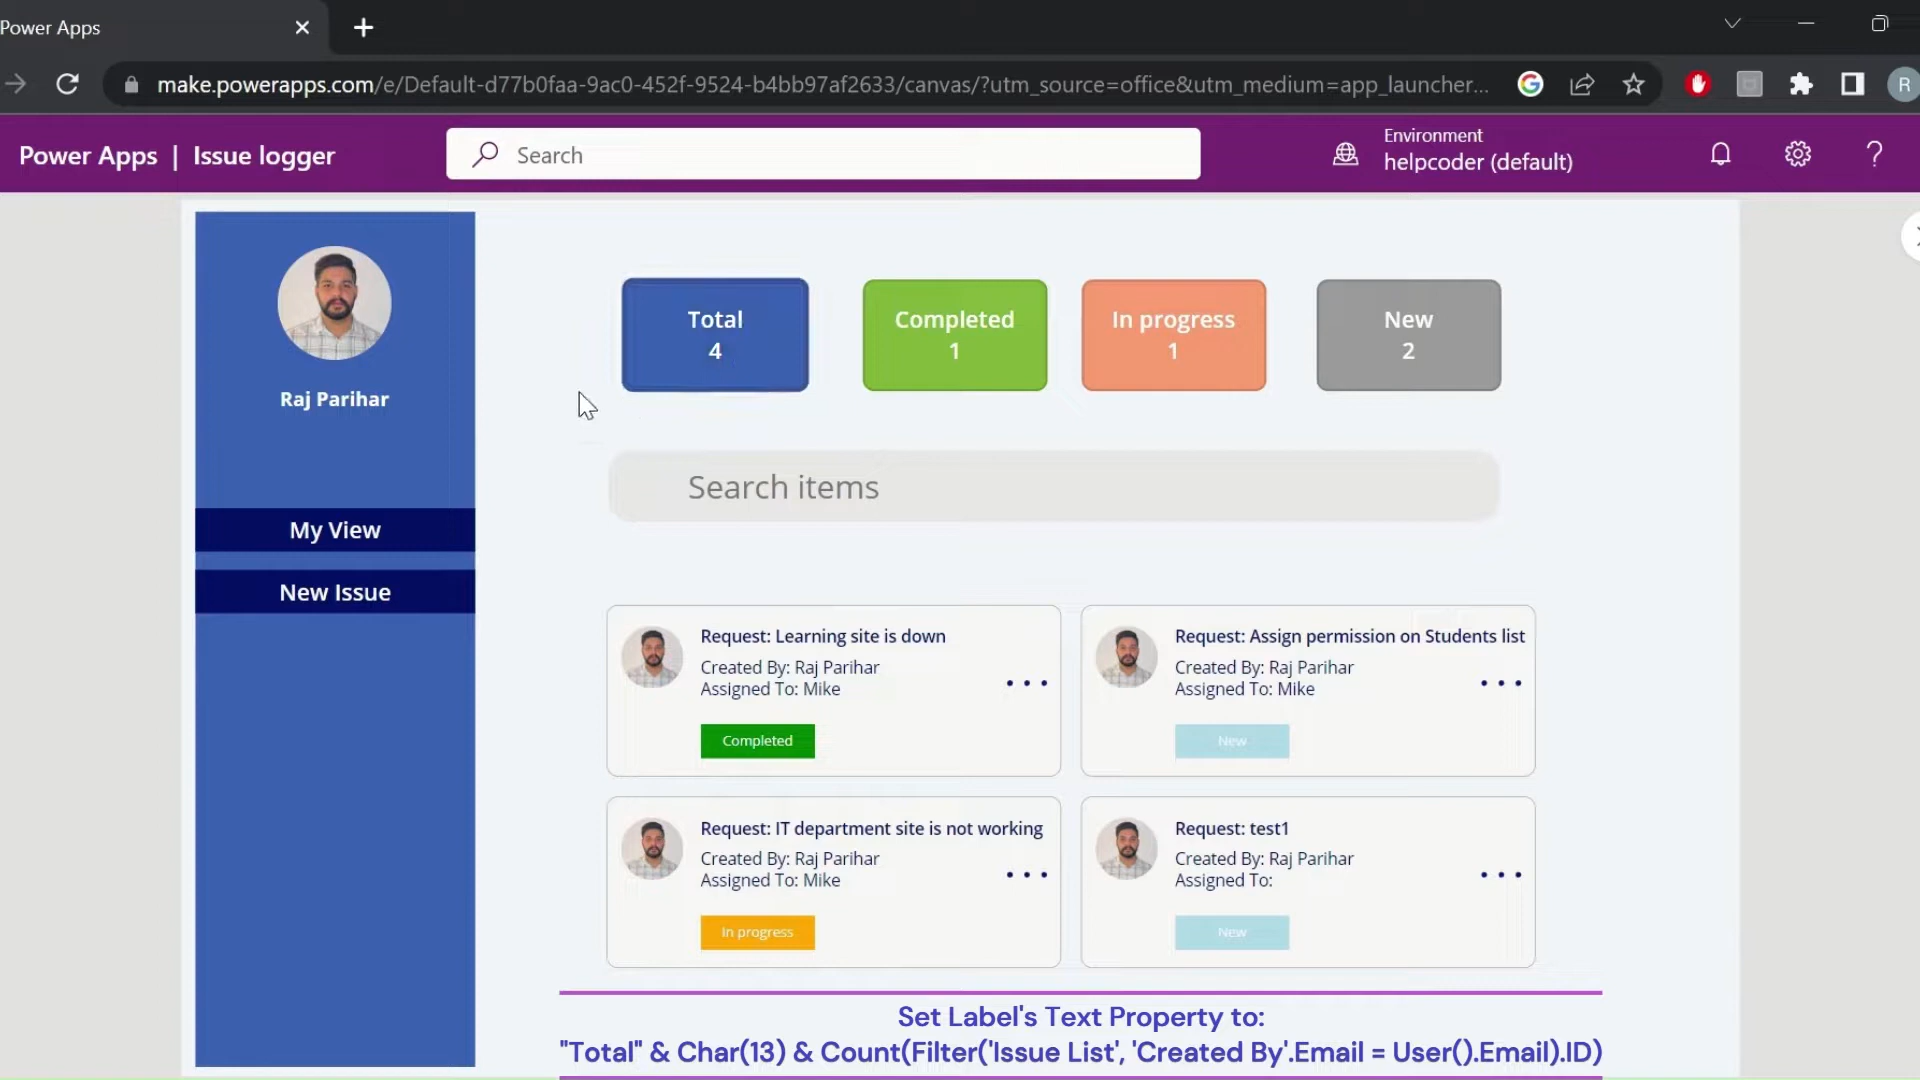 Power Apps
make.powerapps.com/e/Default-d77b0faa-9ac0-452f-9524-b4bb97af2633/canvas/?utm_source=office&utm_medium=app_launcher...
R
Power Apps | Issue logger
Search
Environment
helpcoder (default)
Raj Parihar
My View
New Issue
Total
4
Completed
1
In progress
1
New
2
Search items
Request: Learning site is down
Created By: Raj Parihar
Assigned To: Mike
Completed
Request: Assign permission on Students list
Created By: Raj Parihar
Assigned To: Mike
New
Request: IT department site is not working
Created By: Raj Parihar
Assigned To: Mike
In progress
Request: test1
Created By: Raj Parihar
Assigned To:
New
Set Label's Text Property to:
"Total" & Char(13) & Count(Filter('Issue List', 'Created By'.Email = User().Email).ID)